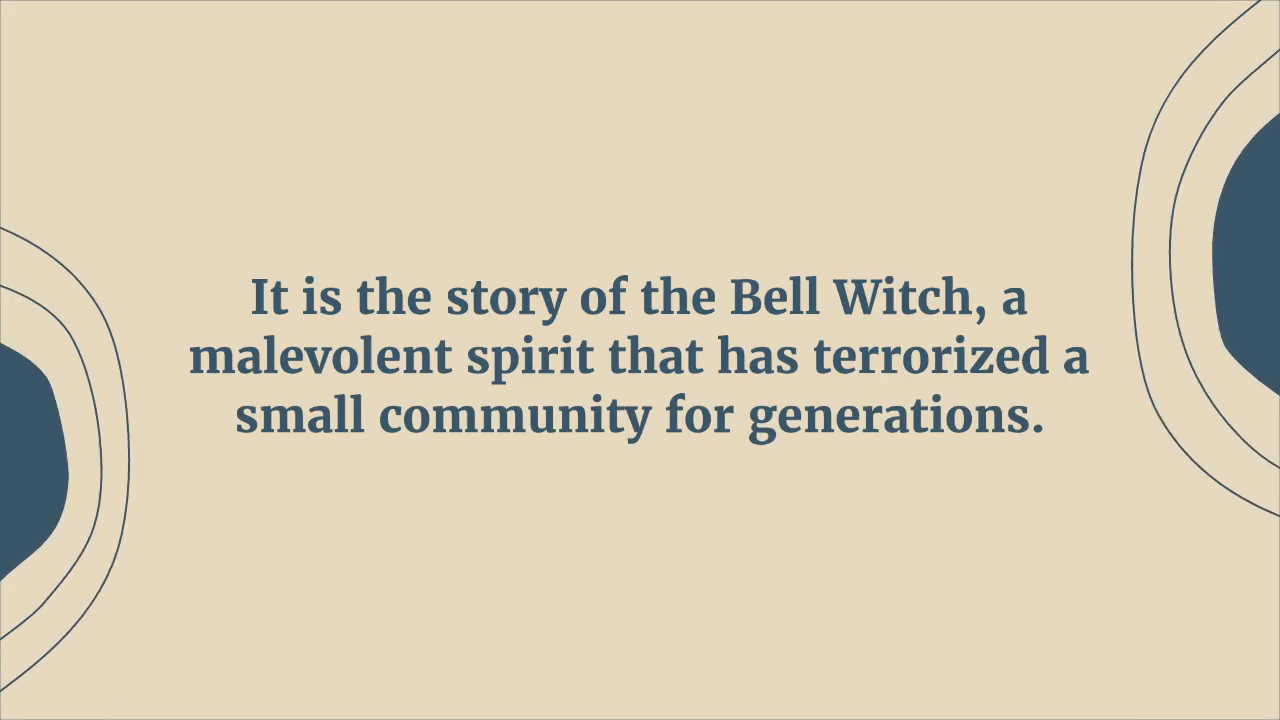 It is the story of the Bell Witch, a
malevolent spirit that has terrorized a
small community for generations.